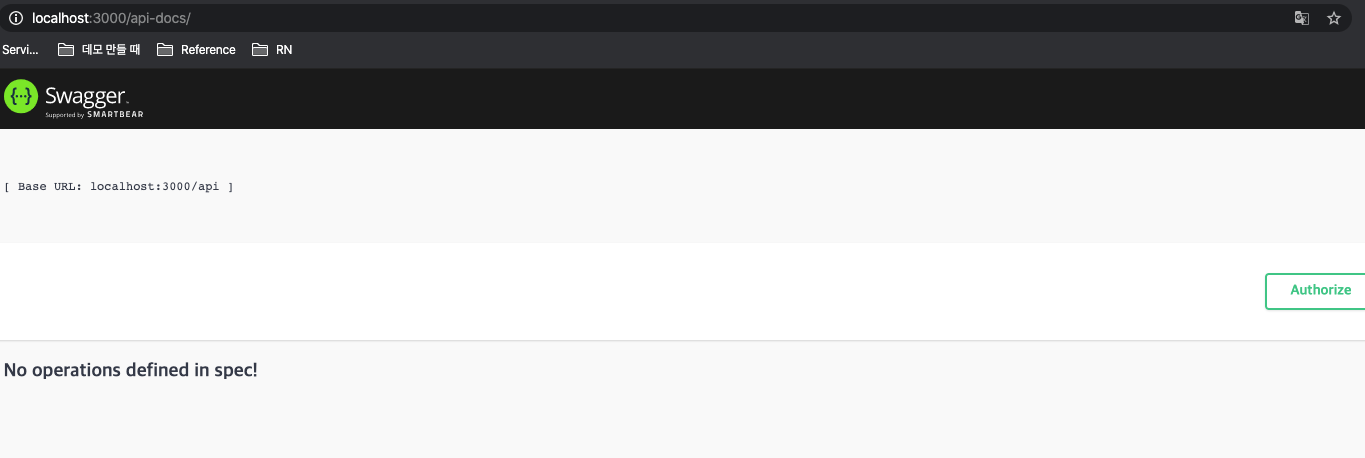 localhost:3000/api-docs/
Servi... 데모 만들 때 Reference RN
{···} Swagger™
Supported by SMARTBEAR
[ Base URL: localhost:3000/api ]
Authorize
No operations defined in spec!